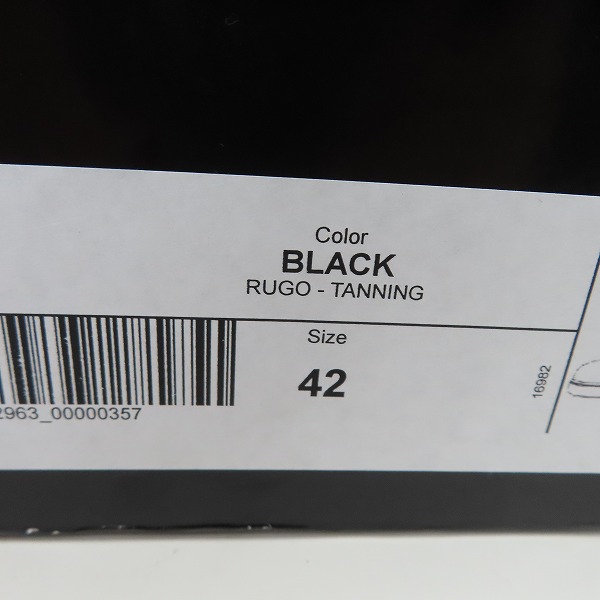 Color
BLACK
RUGO - TANNING
Size
42
2963_00000357
16982